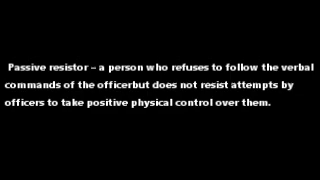 Passive resistor – a person who refuses to follow the verbal
commands of the officerbut does not resist attempts by
officers to take positive physical control over them.